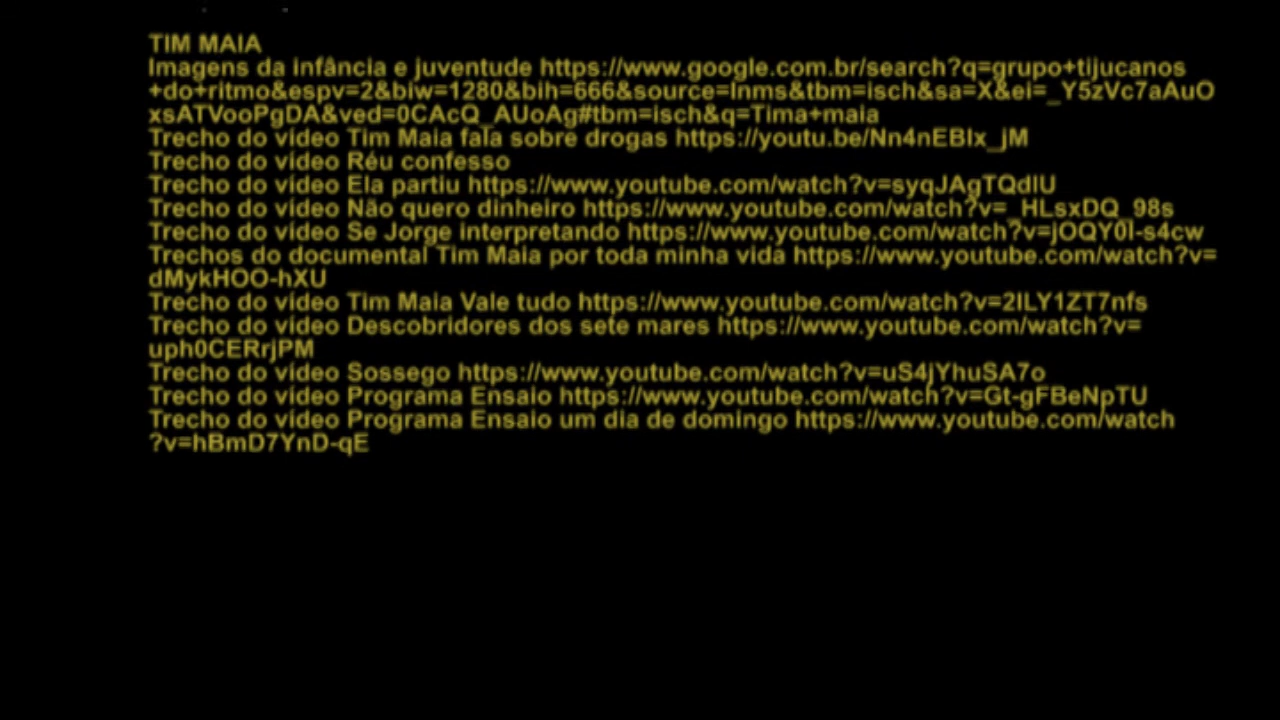 TIM MAIA
Imagens da infância e juventude https://www.google.com.br/search?q=grupo+tijucanos
+do+ritmo&espv=2&biw=1280&bih=666&source=lnms&tbm=isch&sa=X&ei=_Y5zVc7aAuO
xsATVooPgDA&ved=0CAcQ_AUoAg#tbm=isch&q=Tima+maia
Trecho do vídeo Tim Maia fala sobre drogas https://youtu.be/Nn4nEBIx_jM
Trecho do vídeo Réu confesso
Trecho do vídeo Ela partiu https://www.youtube.com/watch?v=syqJAgTQdlU
Trecho do vídeo Não quero dinheiro https://www.youtube.com/watch?v=_HLsxDQ_98s
Trecho do vídeo Se Jorge interpretando https://www.youtube.com/watch?v=jOQY0l-s4cw
Trechos do documental Tim Maia por toda minha vida https://www.youtube.com/watch?v=
dMykHOO-hXU
Trecho do vídeo Tim Maia Vale tudo https://www.youtube.com/watch?v=2ILY1ZT7nfs
Trecho do vídeo Descobridores dos sete mares https://www.youtube.com/watch?v=
uph0CERrjPM
Trecho do vídeo Sossego https://www.youtube.com/watch?v=uS4jYhuSA7o
Trecho do vídeo Programa Ensaio https://www.youtube.com/watch?v=Gt-gFBeNpTU
Trecho do vídeo Programa Ensaio um dia de domingo https://www.youtube.com/watch
?v=hBmD7YnD-qE